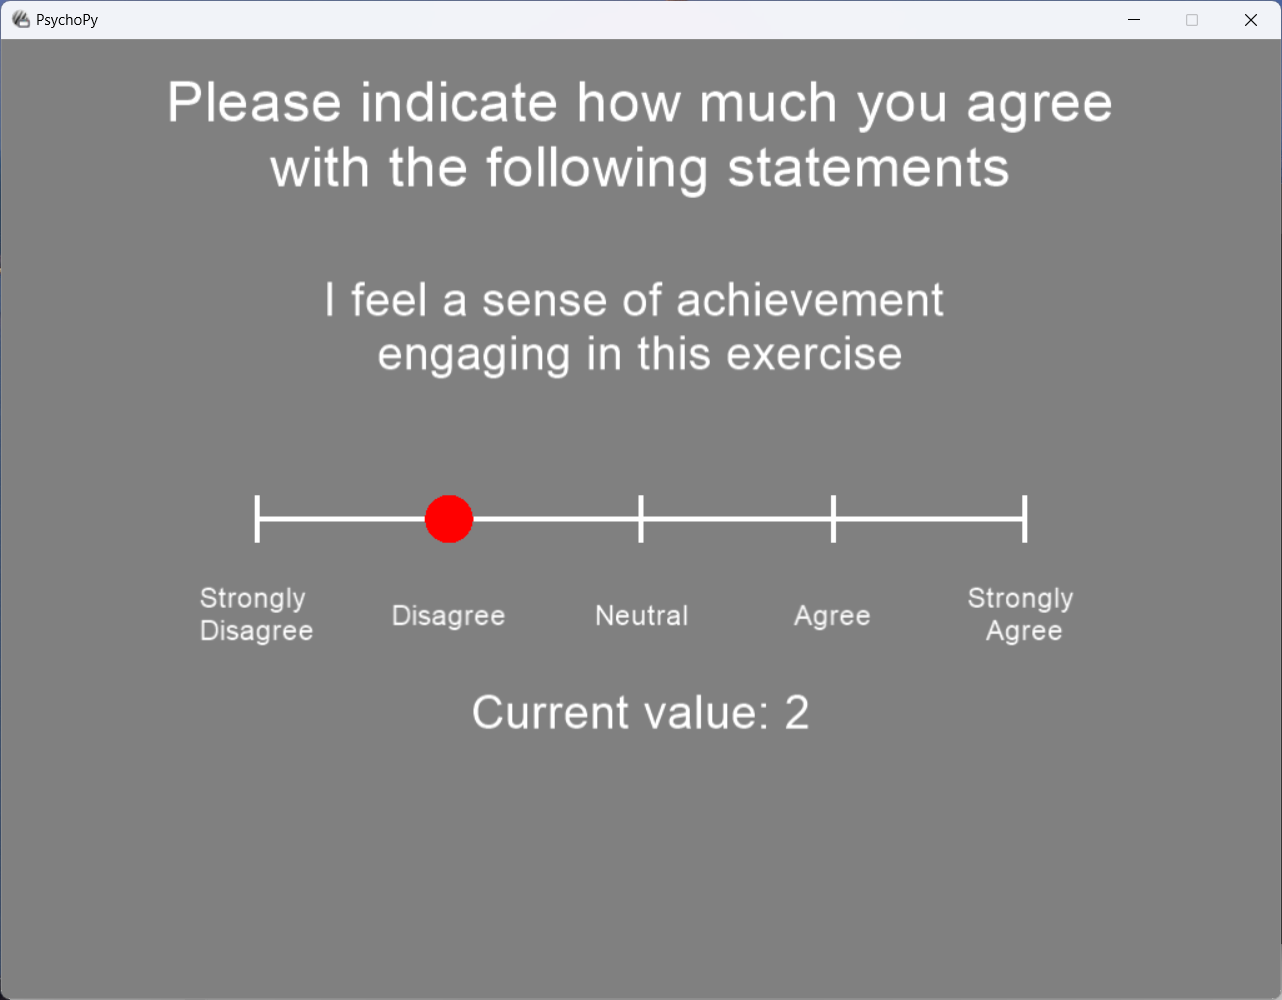 PsychoPy
Please indicate how much you agree
with the following statements
I feel a sense of achievement
engaging in this exercise
Strongly
Disagree
Disagree
Neutral
Agree
Strongly
Agree
Current value: 2